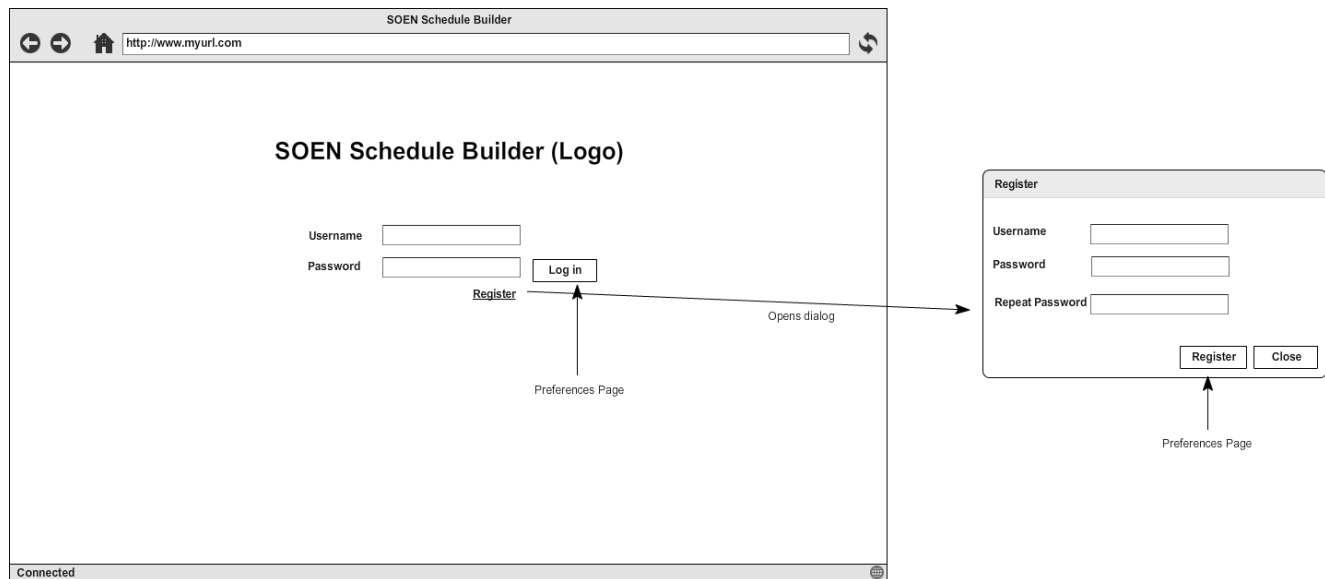 SOEN Schedule Builder
http://www.myurl.com
SOEN Schedule Builder (Logo)
Username
Password
Log in
Register
Opens dialog
Preferences Page
Connected
Register
Username
Password
Repeat Password
Register
Close
Preferences Page